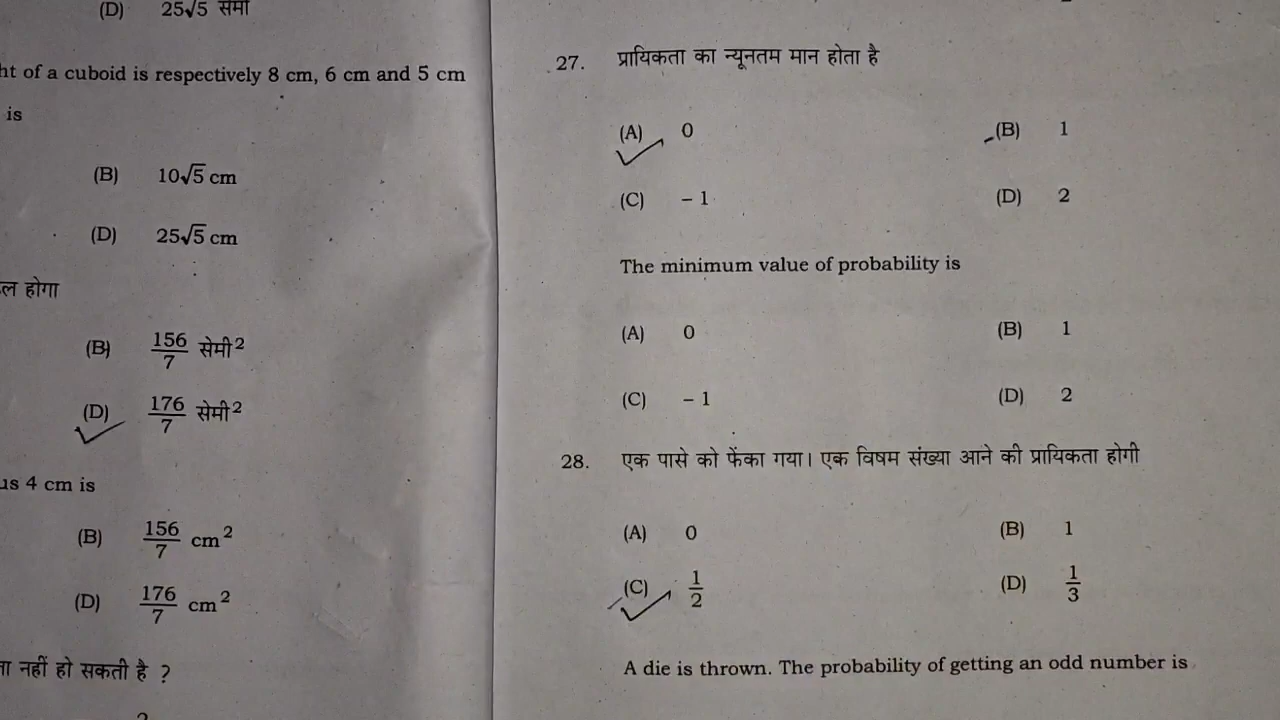 (D) 25√5 सेमी
ht of a cuboid is respectively 8 cm, 6 cm and 5 cm
is
(B) 10√5 cm
(D) 25√5 cm
होगा
(B) 156/7 सेमी²
(D) 176/7 सेमी²
4 cm is
(B) 156/7 cm²
(D) 176/7 cm²
नहीं हो सकती है ?
27. प्रायिकता का न्यूनतम मान होता है
(A) 0 (B) 1
(C) – 1 (D) 2
The minimum value of probability is
(A) 0 (B) 1
(C) – 1 (D) 2
28. एक पासे को फेंका गया। एक विषम संख्या आने की प्रायिकता होगी
(A) 0 (B) 1
(C) 1/2 (D) 1/3
A die is thrown. The probability of getting an odd number is